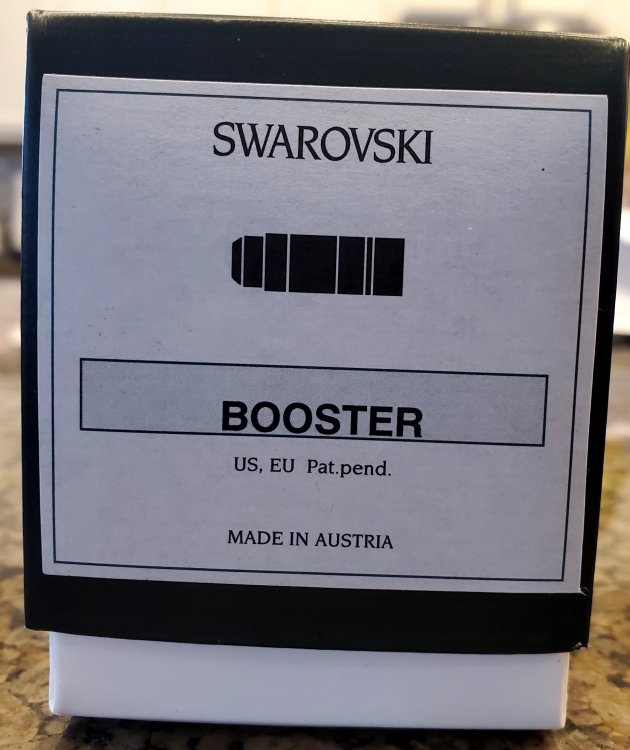 SWAROVSKI
BOOSTER
US, EU Pat.pend.
MADE IN AUSTRIA